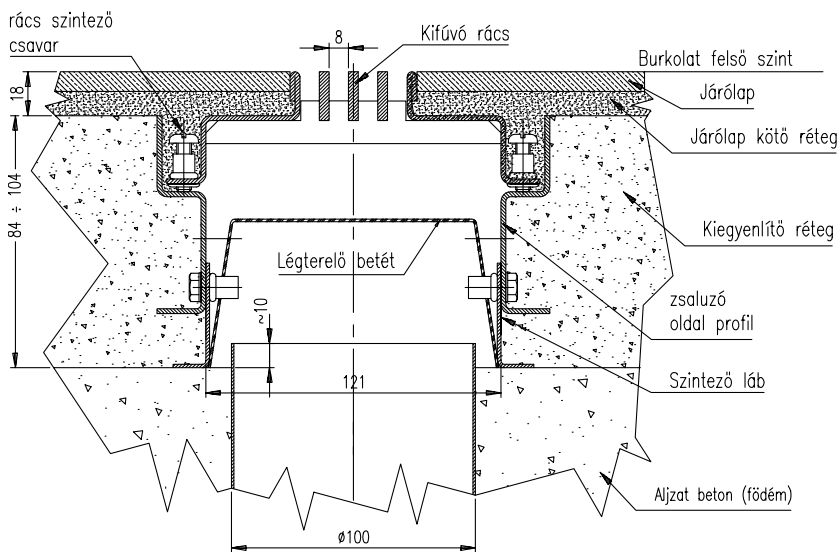 rács szintező
csavar
8
Kifúvó rács
Burkolat felső szint
Járólap
18
Járólap kötő réteg
84 ÷ 104
Kiegyenlítő réteg
Légterelő betét
~10
zsaluzó
oldal profil
121
Szintező láb
Aljzat beton (födém)
ø100